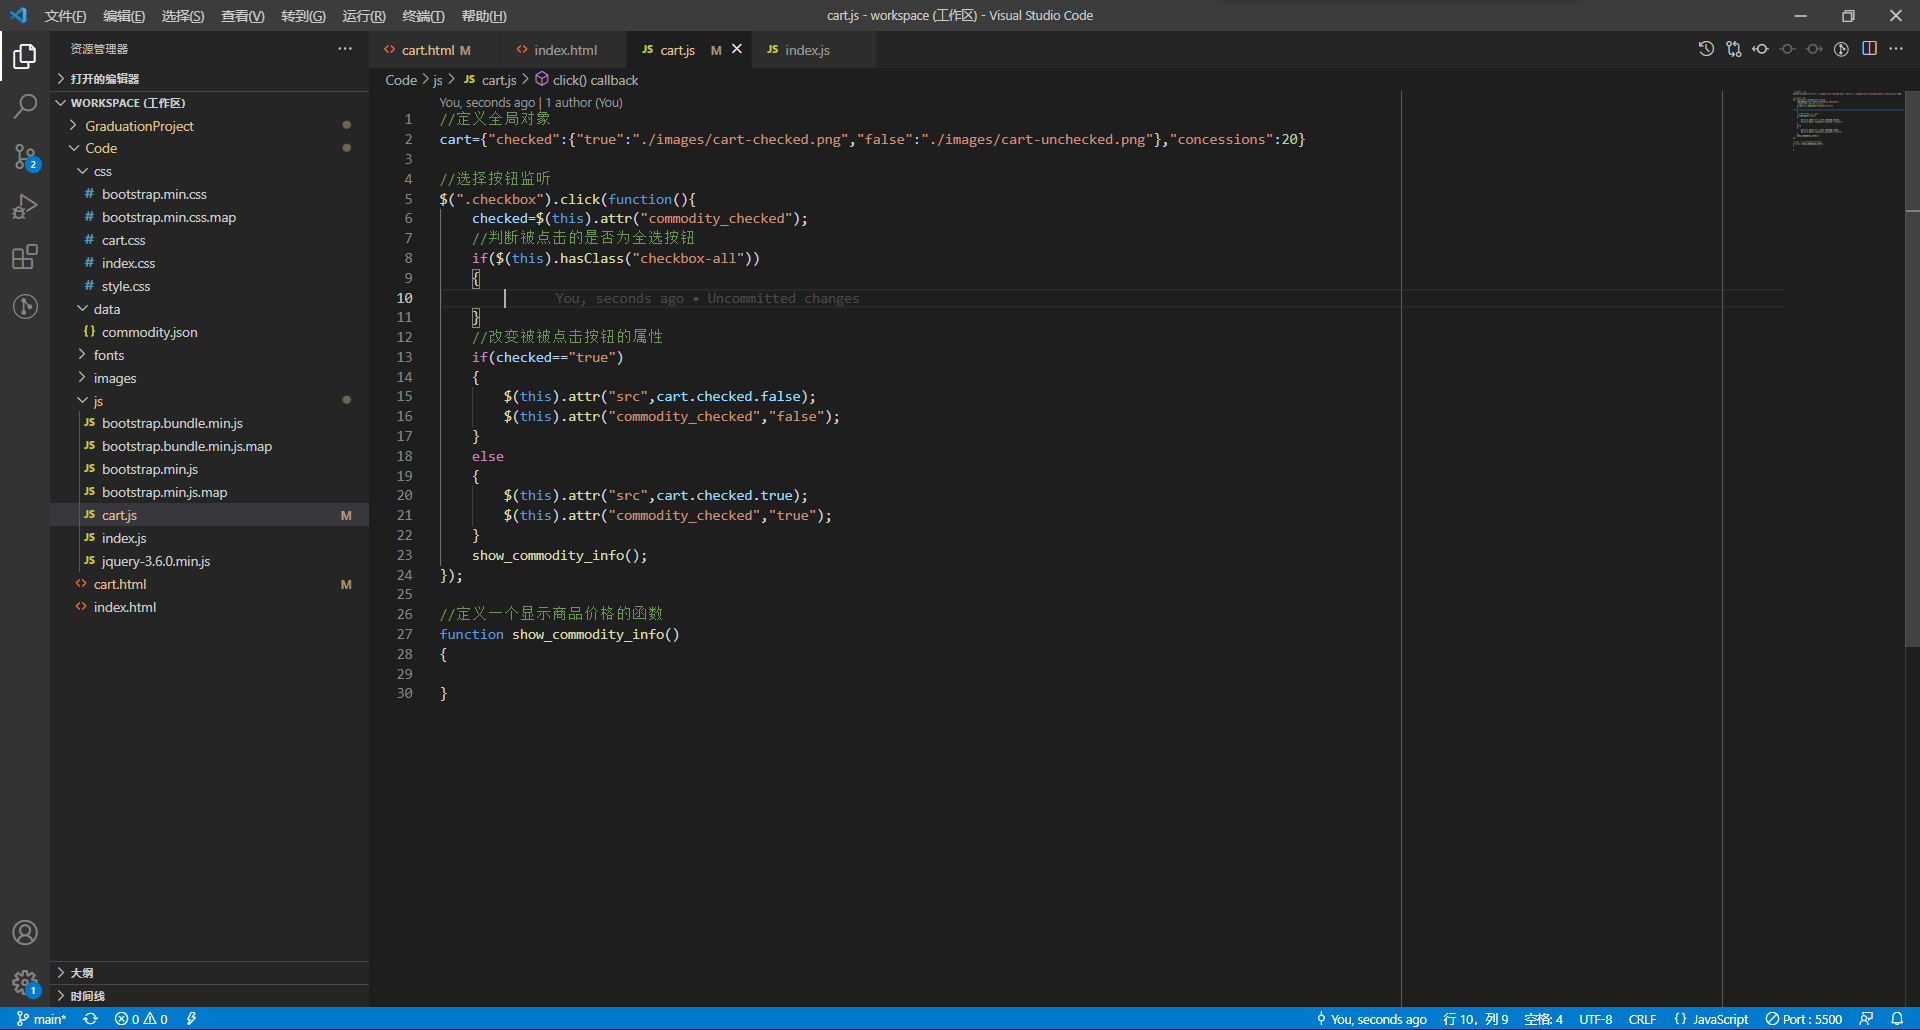 文件(F) 编辑(E) 选择(S) 查看(V) 转到(G) 运行(R) 终端(T) 帮助(H)
cart.js - workspace (工作区) - Visual Studio Code
资源管理器
打开的编辑器
WORKSPACE (工作区)
GraduationProject
Code
css
# bootstrap.min.css
# bootstrap.min.css.map
# cart.css
# index.css
# style.css
data
{} commodity.json
fonts
images
js
JS bootstrap.bundle.min.js
JS bootstrap.bundle.min.js.map
JS bootstrap.min.js
JS bootstrap.min.js.map
JS cart.js M
JS index.js
JS jquery-3.6.0.min.js
<> cart.html M
<> index.html
大纲
时间线
2
1
<> cart.html M <> index.html JS cart.js M JS index.js
Code > js > JS cart.js > click() callback
You, seconds ago | 1 author (You)
1 //定义全局对象
2 cart={"checked":{"true":"./images/cart-checked.png","false":"./images/cart-unchecked.png"},"concessions":20}
3
4 //选择按钮监听
5 $(".checkbox").click(function(){
6 checked=$(this).attr("commodity_checked");
7 //判断被点击的是否为全选按钮
8 if($(this).hasClass("checkbox-all"))
9 {
10 You, seconds ago • Uncommitted changes
11 }
12 //改变被被点击按钮的属性
13 if(checked=="true")
14 {
15 $(this).attr("src",cart.checked.false);
16 $(this).attr("commodity_checked","false");
17 }
18 else
19 {
20 $(this).attr("src",cart.checked.true);
21 $(this).attr("commodity_checked","true");
22 }
23 show_commodity_info();
24 });
25
26 //定义一个显示商品价格的函数
27 function show_commodity_info()
28 {
29
30 }
main* 0 0 You, seconds ago 行 10，列 9 空格: 4 UTF-8 CRLF {} JavaScript Port : 5500